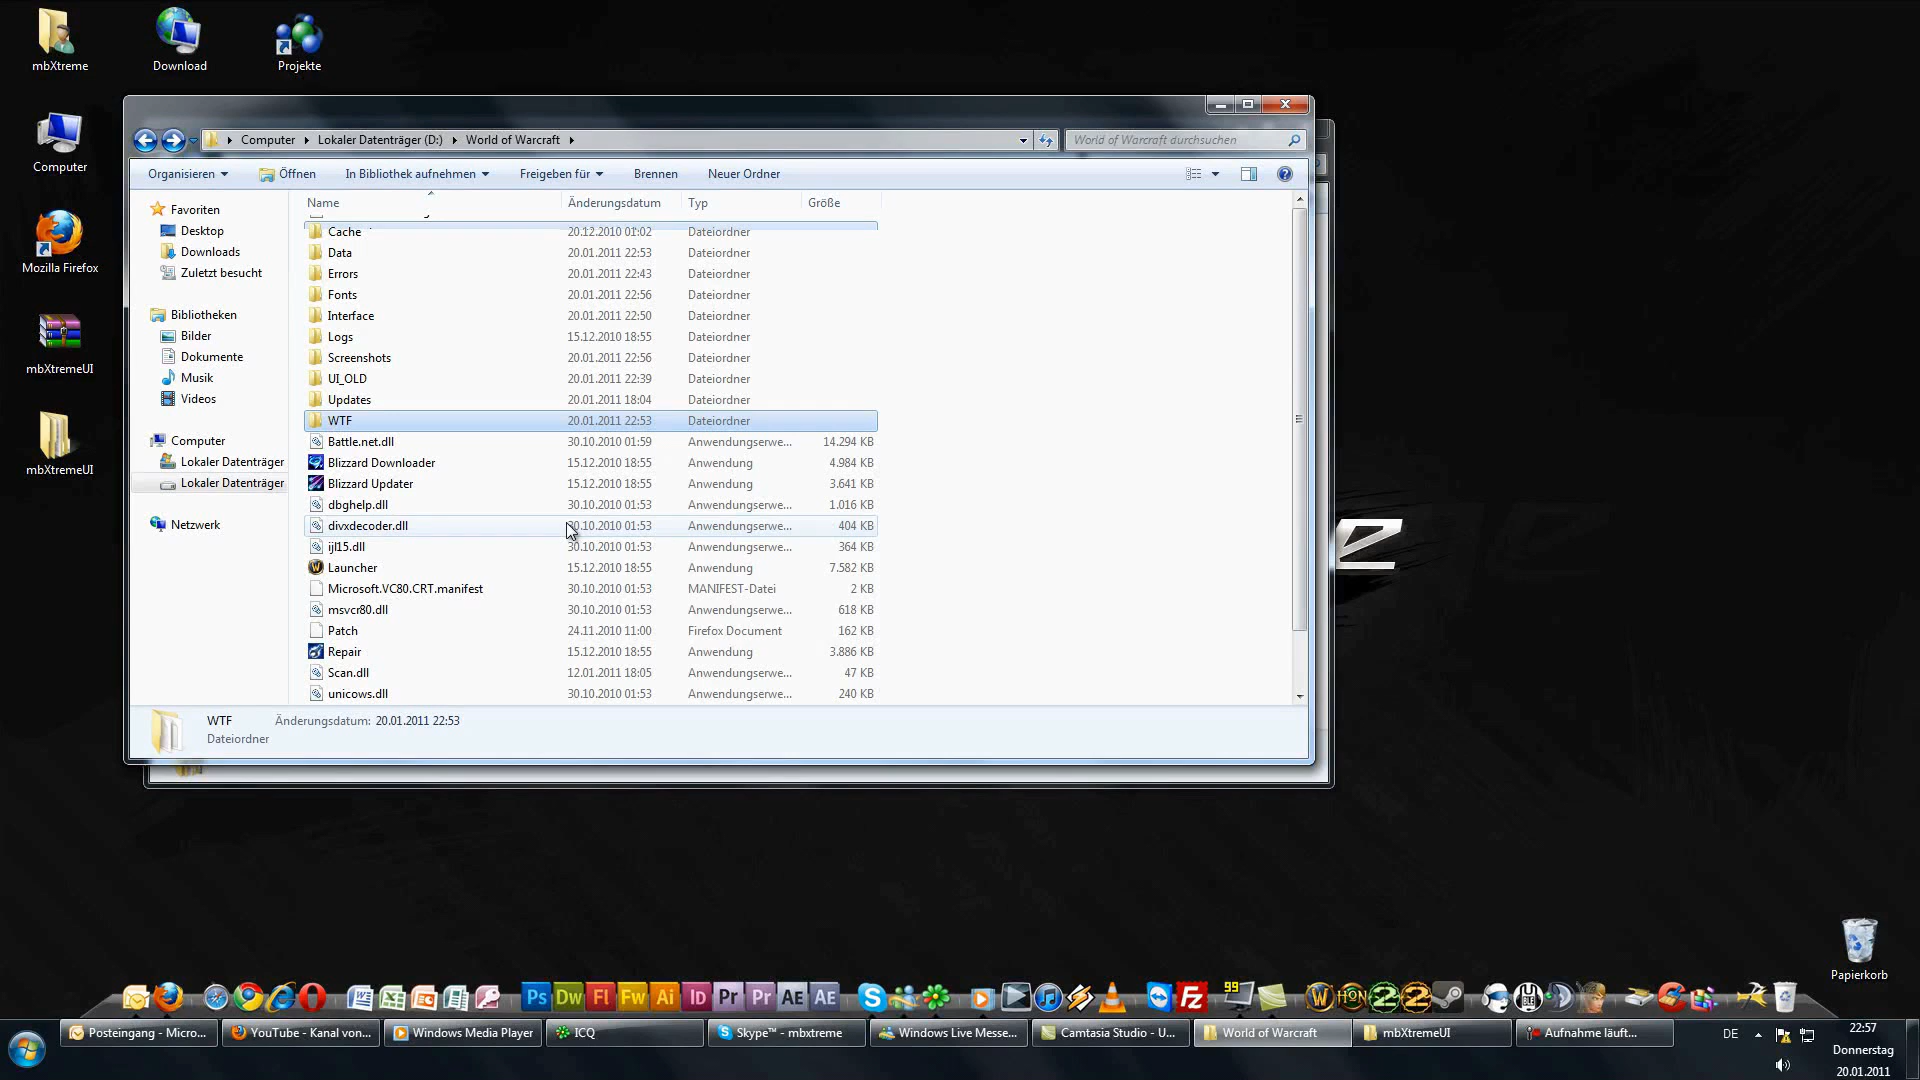 mbXtreme
Download
Projekte
Computer
Mozilla Firefox
mbXtremeUI
mbXtremeUI
Computer Lokaler Datenträger (D:) World of Warcraft
World of Warcraft durchsuchen
Organisieren Öffnen In Bibliothek aufnehmen Freigeben für Brennen Neuer Ordner
Favoriten
Desktop
Downloads
Zuletzt besucht
Bibliotheken
Bilder
Dokumente
Musik
Videos
Computer
Lokaler Datenträger
Lokaler Datenträger
Netzwerk
Name Änderungsdatum Typ Größe
Cache 20.12.2010 01:02 Dateiordner
Data 20.01.2011 22:53 Dateiordner
Errors 20.01.2011 22:43 Dateiordner
Fonts 20.01.2011 22:56 Dateiordner
Interface 20.01.2011 22:50 Dateiordner
Logs 15.12.2010 18:55 Dateiordner
Screenshots 20.01.2011 22:56 Dateiordner
UI_OLD 20.01.2011 22:39 Dateiordner
Updates 20.01.2011 18:04 Dateiordner
WTF 20.01.2011 22:53 Dateiordner
Battle.net.dll 30.10.2010 01:59 Anwendungserwe... 14.294 KB
Blizzard Downloader 15.12.2010 18:55 Anwendung 4.984 KB
Blizzard Updater 15.12.2010 18:55 Anwendung 3.641 KB
dbghelp.dll 30.10.2010 01:53 Anwendungserwe... 1.016 KB
divxdecoder.dll 30.10.2010 01:53 Anwendungserwe... 404 KB
ijl15.dll 30.10.2010 01:53 Anwendungserwe... 364 KB
Launcher 15.12.2010 18:55 Anwendung 7.582 KB
Microsoft.VC80.CRT.manifest 30.10.2010 01:53 MANIFEST-Datei 2 KB
msvcr80.dll 30.10.2010 01:53 Anwendungserwe... 618 KB
Patch 24.11.2010 11:00 Firefox Document 162 KB
Repair 15.12.2010 18:55 Anwendung 3.886 KB
Scan.dll 12.01.2011 18:05 Anwendungserwe... 47 KB
unicows.dll 30.10.2010 01:53 Anwendungserwe... 240 KB
WTF Änderungsdatum: 20.01.2011 22:53
Dateiordner
e
Papierkorb
Ps Dw Fl Fw Ai Id Pr Pr AE AE
99
HON 2 2
Posteingang - Micro... YouTube - Kanal von... Windows Media Player ICQ Skype™ - mbxtreme Windows Live Messe... Camtasia Studio - U... World of Warcraft mbXtremeUI Aufnahme läuft...
DE
22:57
Donnerstag
20.01.2011